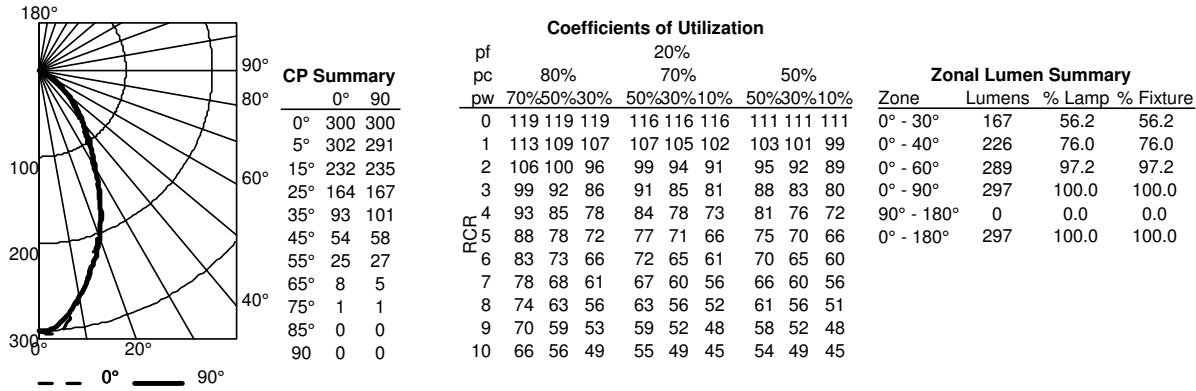 180°
90°
80°
60°
40°
20°
0°
100
200
300
0° 90°
CP Summary
0° 90
0° 300 300
5° 302 291
15° 232 235
25° 164 167
35° 93 101
45° 54 58
55° 25 27
65° 8 5
75° 1 1
85° 0 0
90 0 0
Coefficients of Utilization
pf 20%
pc 80% 70% 50%
pw 70%50%30% 50%30%10% 50%30%10%
RCR
0 119 119 119 116 116 116 111 111 111
1 113 109 107 107 105 102 103 101 99
2 106 100 96 99 94 91 95 92 89
3 99 92 86 91 85 81 88 83 80
4 93 85 78 84 78 73 81 76 72
5 88 78 72 77 71 66 75 70 66
6 83 73 66 72 65 61 70 65 60
7 78 68 61 67 60 56 66 60 56
8 74 63 56 63 56 52 61 56 51
9 70 59 53 59 52 48 58 52 48
10 66 56 49 55 49 45 54 49 45
Zonal Lumen Summary
Zone Lumens % Lamp % Fixture
0° - 30° 167 56.2 56.2
0° - 40° 226 76.0 76.0
0° - 60° 289 97.2 97.2
0° - 90° 297 100.0 100.0
90° - 180° 0 0.0 0.0
0° - 180° 297 100.0 100.0